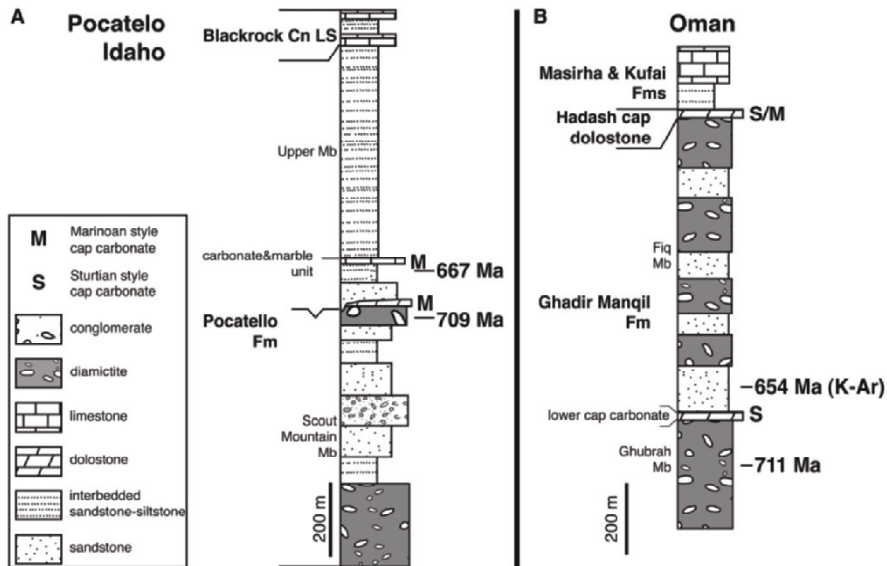 A
Pocatelo
Idaho
Blackrock Cn LS
Upper Mb
carbonate&marble
unit
M
667 Ma
M
709 Ma
Pocatello
Fm
Scout
Mountain
Mb
200 m
M
Marinoan style
cap carbonate
S
Sturtian style
cap carbonate
conglomerate
diamictite
limestone
dolostone
interbedded
sandstone-siltstone
sandstone
B
Oman
Masirha & Kufai
Fms
Hadash cap
dolostone
S/M
Fiq
Mb
Ghadir Manqil
Fm
654 Ma (K-Ar)
lower cap carbonate
S
Ghubrah
Mb
711 Ma
200 m